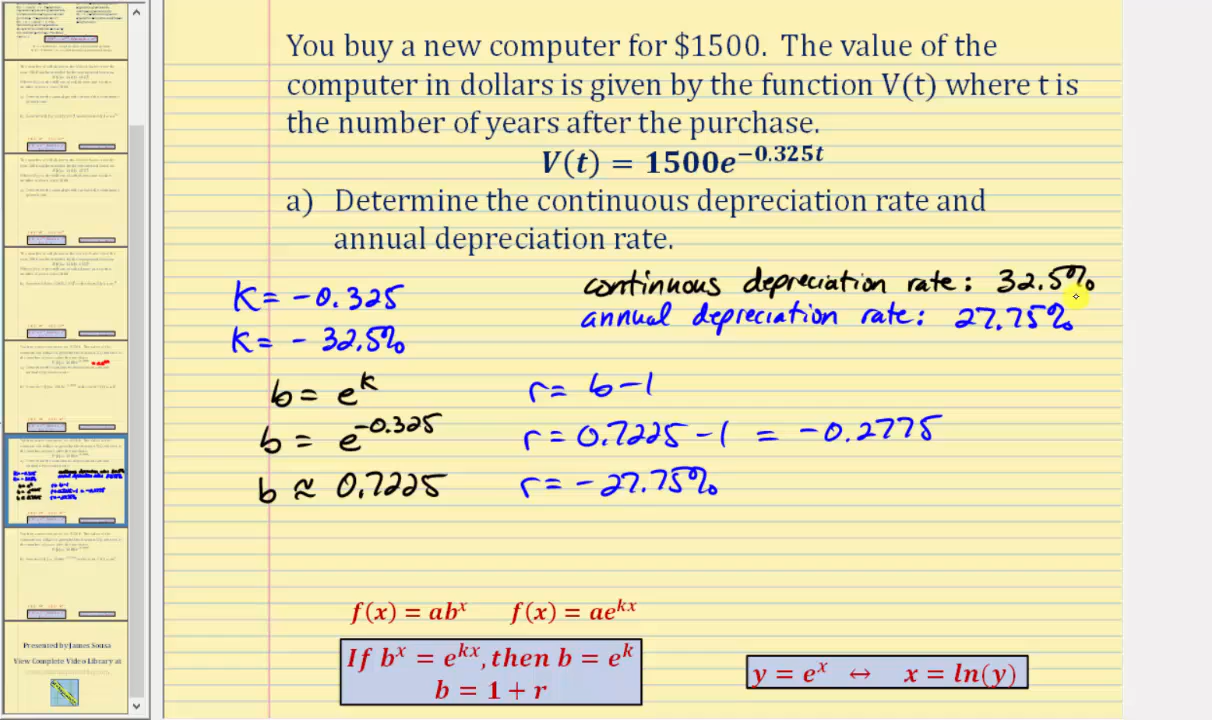 You buy a new computer for $1500. The value of the
computer in dollars is given by the function V(t) where t is
the number of years after the purchase.
V(t) = 1500e^{-0.325t}
a) Determine the continuous depreciation rate and
annual depreciation rate.
continuous depreciation rate: 32.5%
annual depreciation rate: 27.75%
K = -0.325
K = - 32.5%
b = e^k
b = e^{-0.325}
b ≈ 0.7225
r = b - 1
r = 0.7225 - 1 = -0.2775
r = - 27.75%
f(x) = ab^x f(x) = ae^{kx}
If b^x = e^{kx}, then b = e^k
b = 1 + r
y = e^x ↔ x = ln(y)
Presented by James Sousa
View Complete Video Library at